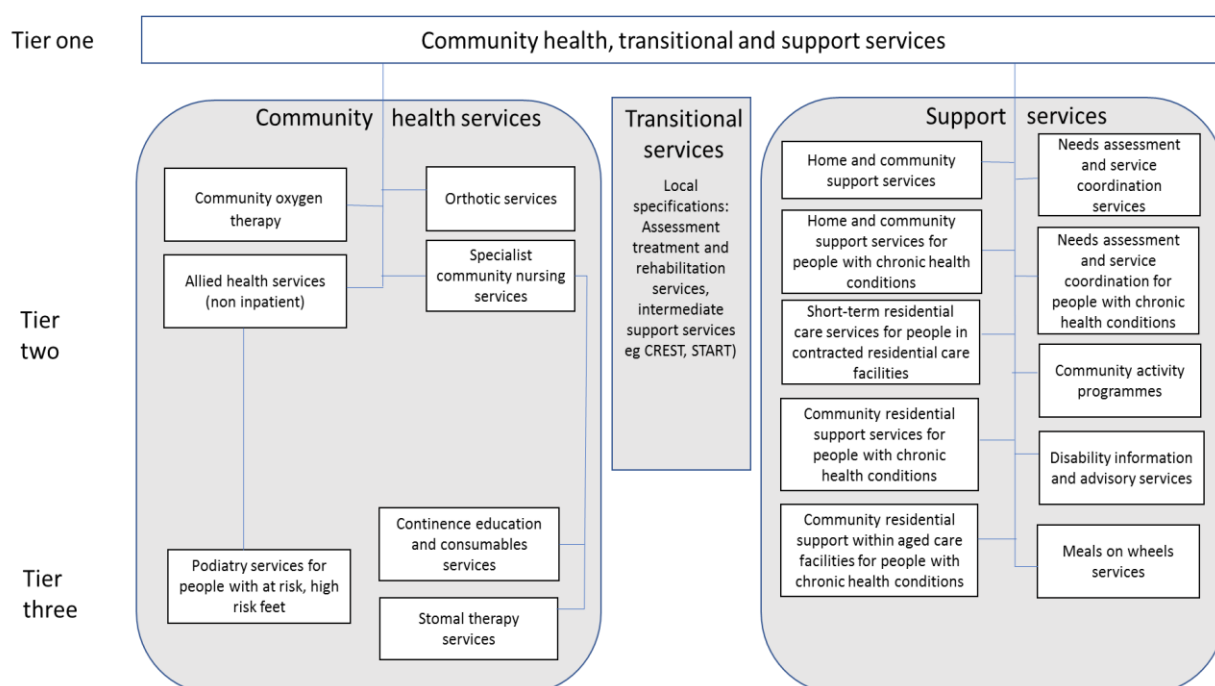 Tier one
Community health, transitional and support services
Community health services
Community oxygen
therapy
Orthotic services
Allied health services
(non inpatient)
Specialist
community nursing
services
Tier
two
Continence education
and consumables
services
Podiatry services for
people with at risk, high
risk feet
Stomal therapy
services
Tier
three
Transitional
services
Local
specifications:
Assessment
treatment and
rehabilitation
services,
intermediate
support services
eg CREST, START)
Support services
Home and community
support services
Needs assessment
and service
coordination
services
Home and community
support services for
people with chronic health
conditions
Needs assessment
and service
coordination for
people with chronic
health conditions
Short-term residential
care services for people in
contracted residential care
facilities
Community activity
programmes
Community residential
support services for
people with chronic
health conditions
Disability information
and advisory services
Community residential
support within aged care
facilities for people with
chronic health conditions
Meals on wheels
services